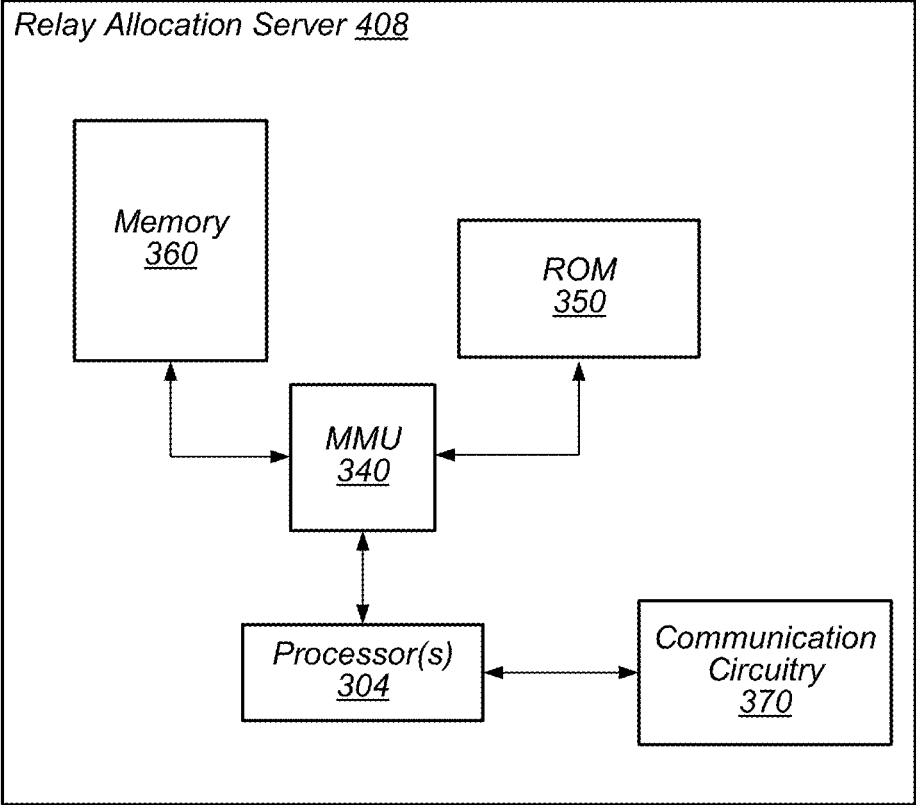 Relay Allocation Server 408
Memory
360
ROM
350
MMU
340
Processor(s)
304
Communication
Circuitry
370